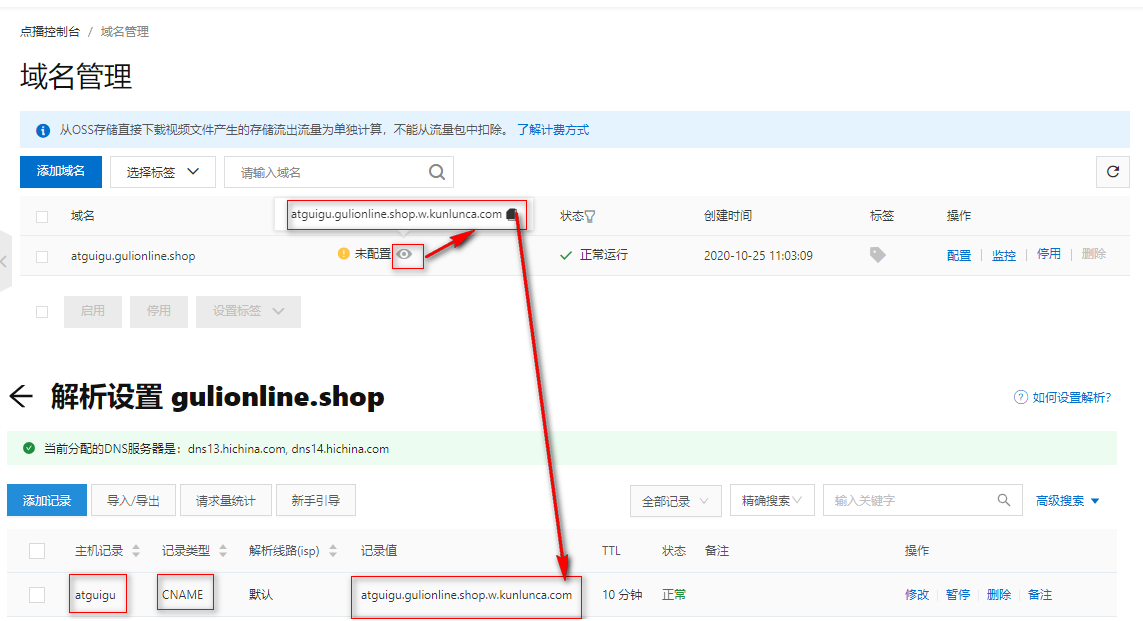 点播控制台 / 域名管理
域名管理
从OSS存储直接下载视频文件产生的存储流出流量为单独计算，不能从流量包中扣除。 了解计费方式
添加域名 选择标签 请输入域名
域名 atguigu.gulionline.shop.w.kunlunca.com 状态 创建时间 标签 操作
atguigu.gulionline.shop 未配置 正常运行 2020-10-25 11:03:09 配置 监控 停用 删除
启用 停用 设置标签
解析设置 gulionline.shop 如何设置解析?
当前分配的DNS服务器是：dns13.hichina.com, dns14.hichina.com
添加记录 导入/导出 请求量统计 新手引导 全部记录 精确搜索 输入关键字 高级搜索
主机记录 记录类型 解析线路(isp) 记录值 TTL 状态 备注 操作
atguigu CNAME 默认 atguigu.gulionline.shop.w.kunlunca.com 10 分钟 正常 修改 暂停 删除 备注